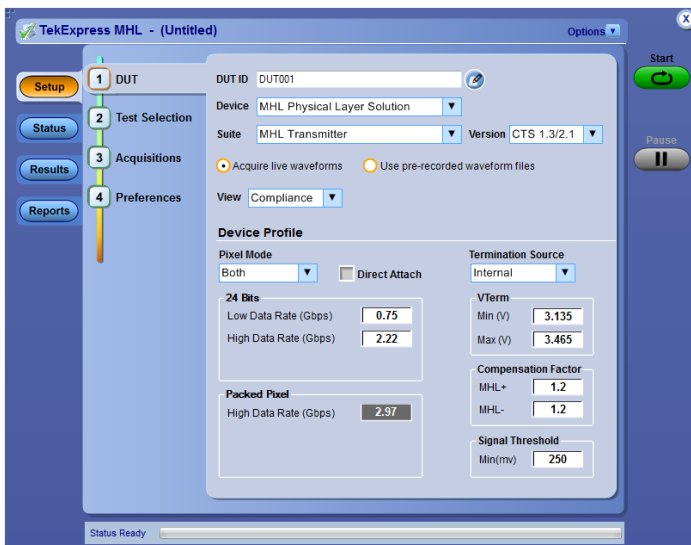 TekExpress MHL - (Untitled)
Options
X
Setup
Status
Results
Reports
1 DUT
2 Test Selection
3 Acquisitions
4 Preferences
DUT ID DUT001
Device MHL Physical Layer Solution
Suite MHL Transmitter Version CTS 1.3/2.1
Acquire live waveforms Use pre-recorded waveform files
View Compliance
Device Profile
Pixel Mode
Both
Direct Attach
Termination Source
Internal
24 Bits
Low Data Rate (Gbps) 0.75
High Data Rate (Gbps) 2.22
Packed Pixel
High Data Rate (Gbps) 2.97
VTerm
Min (V) 3.135
Max (V) 3.465
Compensation Factor
MHL+ 1.2
MHL- 1.2
Signal Threshold
Min(mv) 250
Start
Pause
Status Ready